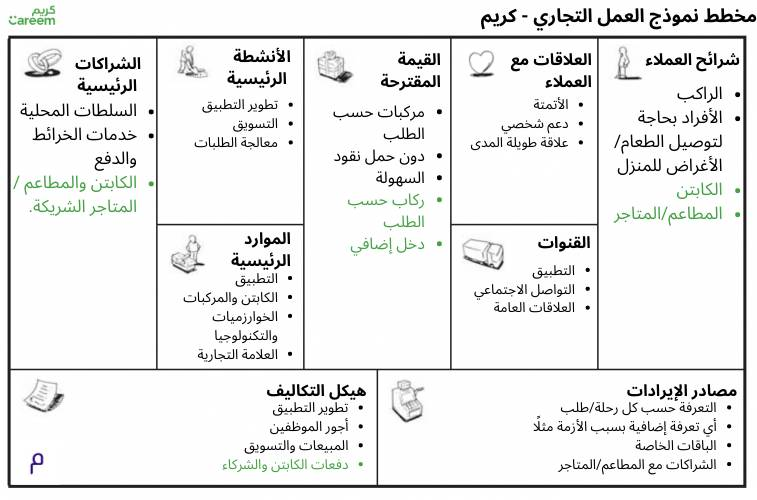 مخطط نموذج العمل التجاري - كريم
كريم
Careem
شرائح العملاء
الراكب
الأفراد بحاجة
لتوصيل الطعام/
الأغراض للمنزل
الكابتن
المطاعم/المتاجر
العلاقات مع
العملاء
الأتمتة
دعم شخصي
علاقة طويلة المدى
القنوات
التطبيق
التواصل الاجتماعي
العلاقات العامة
القيمة
المقترحة
مركبات حسب
الطلب
دون حمل نقود
السهولة
ركاب حسب
الطلب
دخل إضافي
الأنشطة
الرئيسية
تطوير التطبيق
التسويق
معالجة الطلبات
الموارد
الرئيسية
التطبيق
الكابتن والمركبات
الخوارزميات
والتكنولوجيا
العلامة التجارية
الشراكات
الرئيسية
السلطات المحلية
خدمات الخرائط
والدفع
الكابتن والمطاعم /
المتاجر الشريكة.
مصادر الإيرادات
التعرفة حسب كل رحلة/طلب
أي تعرفة إضافية بسبب الأزمة مثلًا
الباقات الخاصة
الشراكات مع المطاعم/المتاجر
هيكل التكاليف
تطوير التطبيق
أجور الموظفين
المبيعات والتسويق
دفعات الكابتن والشركاء
م